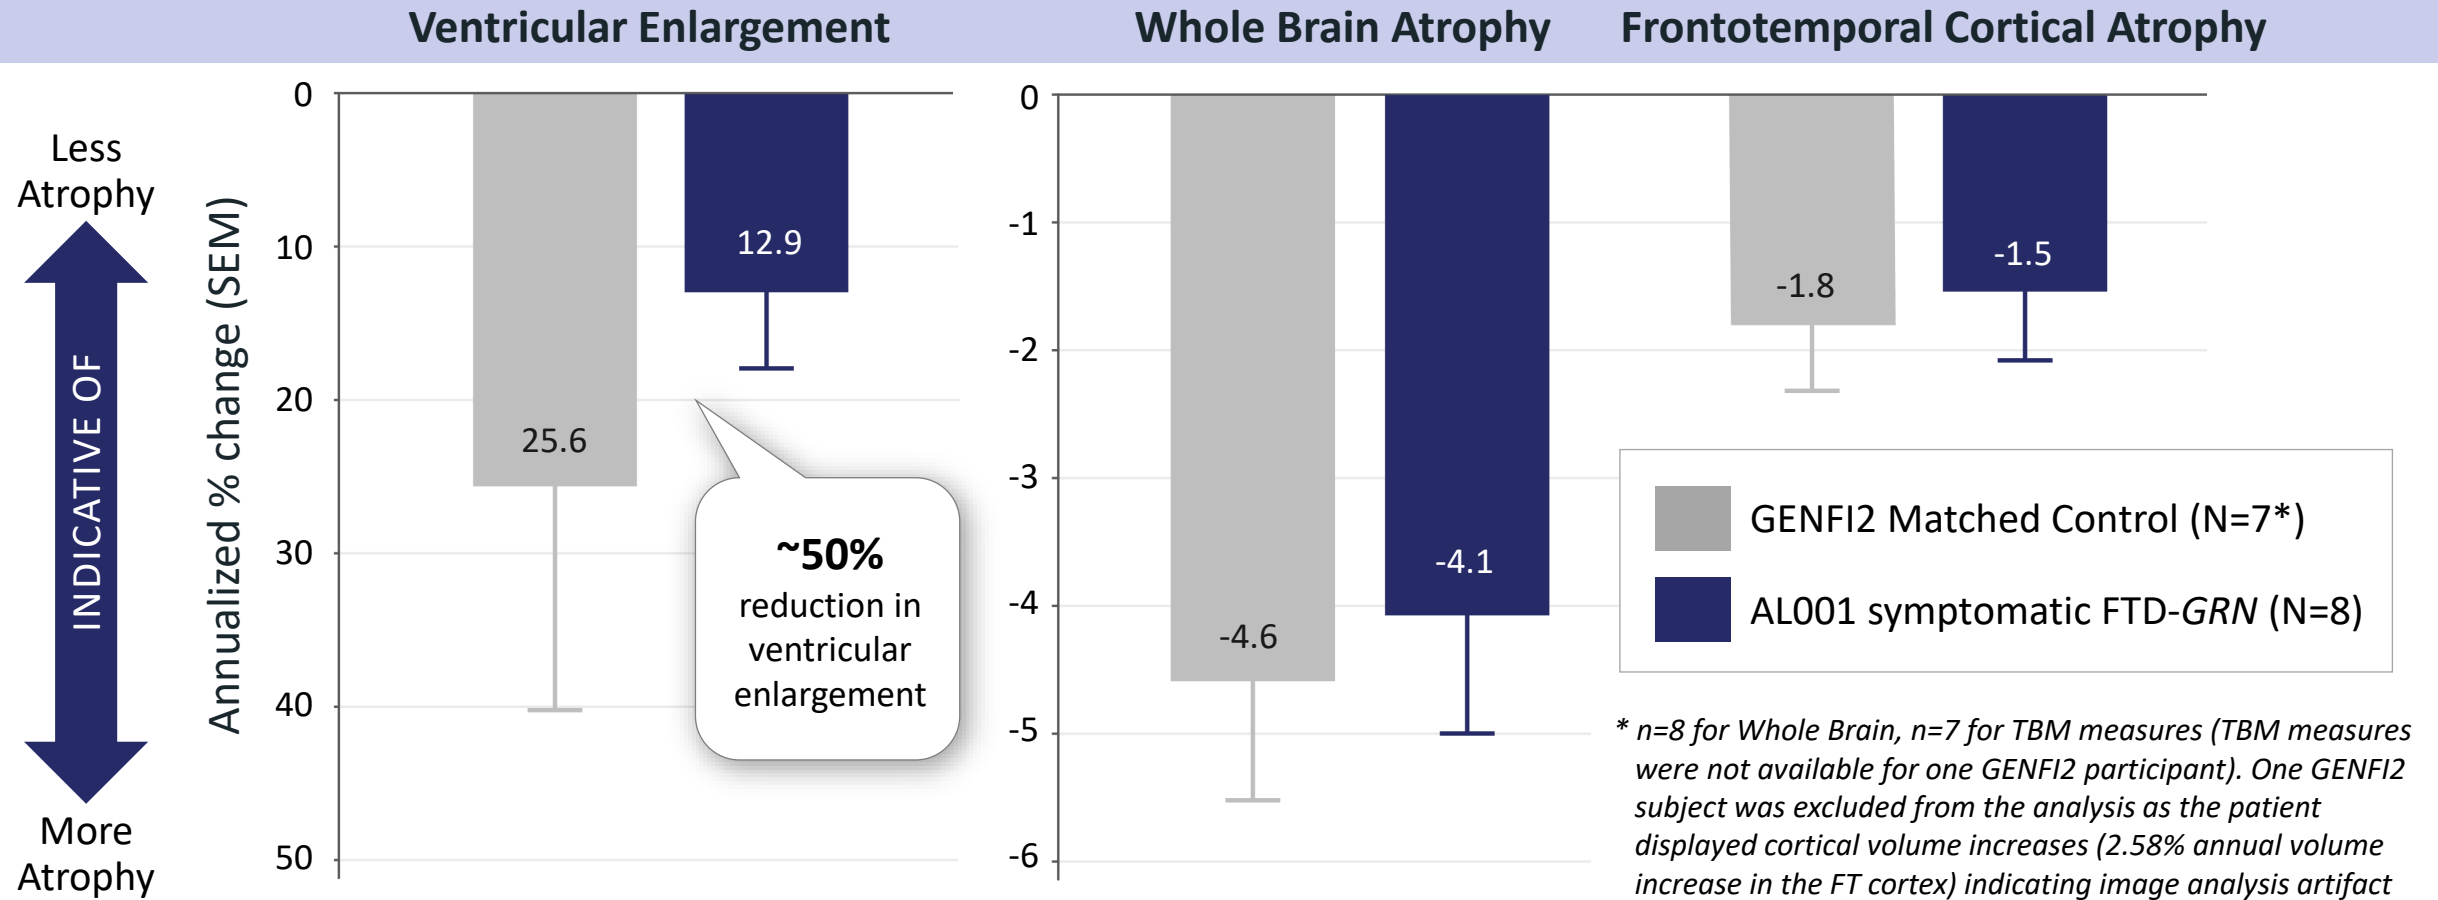 Ventricular Enlargement
Whole Brain Atrophy
Frontotemporal Cortical Atrophy
Less
Atrophy
INDICATIVE OF
More
Atrophy
Annualized % change (SEM)
0
10
20
30
40
50
25.6
12.9
~50%
reduction in
ventricular
enlargement
0
-1
-2
-3
-4
-5
-6
-4.6
-4.1
-1.8
-1.5
GENFI2 Matched Control (N=7*)
AL001 symptomatic FTD-GRN (N=8)
* n=8 for Whole Brain, n=7 for TBM measures (TBM measures
were not available for one GENFI2 participant). One GENFI2
subject was excluded from the analysis as the patient
displayed cortical volume increases (2.58% annual volume
increase in the FT cortex) indicating image analysis artifact